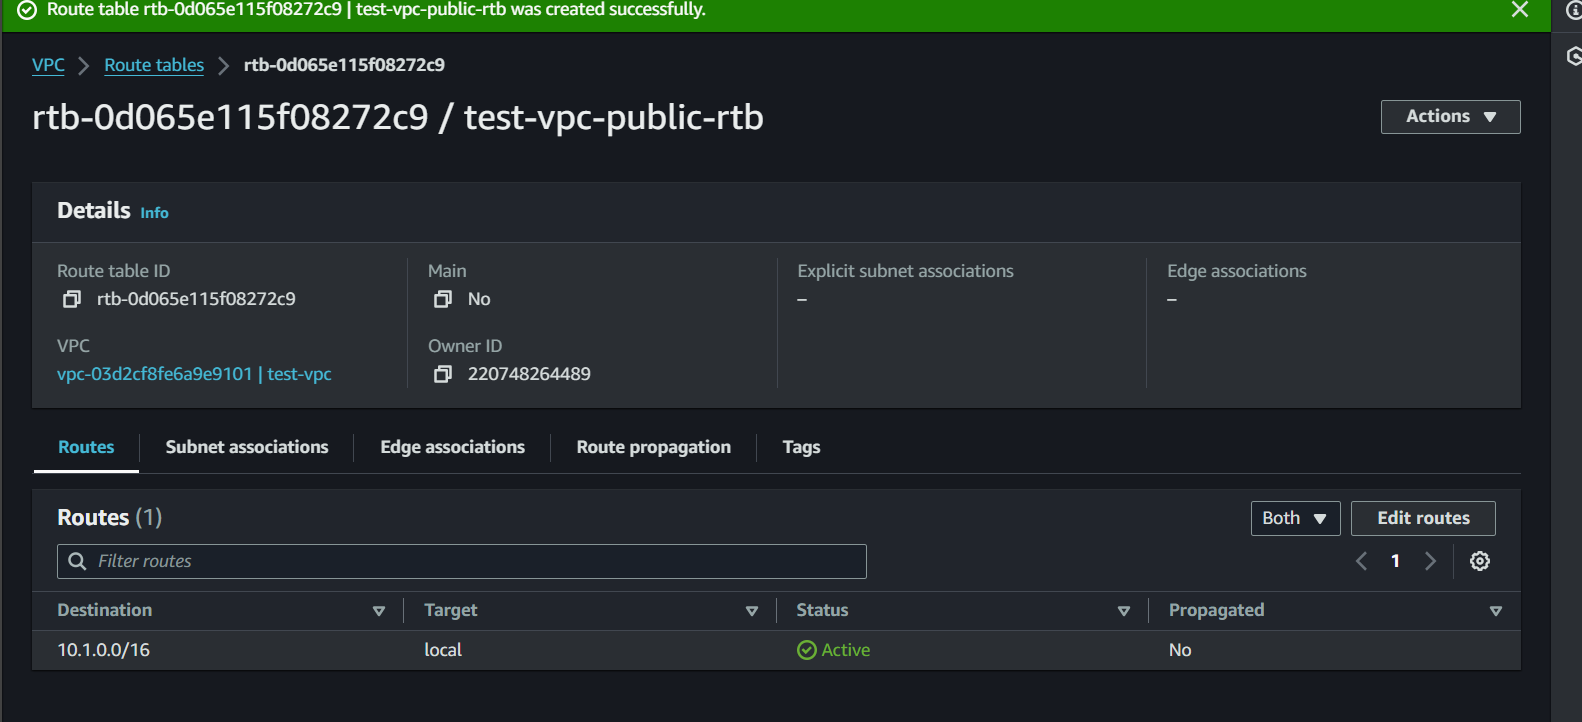 Route table rtb-0d065e115f08272c9 | test-vpc-public-rtb was created successfully.
VPC Route tables rtb-0d065e115f08272c9
rtb-0d065e115f08272c9 / test-vpc-public-rtb
Actions
Details Info
Route table ID
rtb-0d065e115f08272c9
Main
No
Explicit subnet associations
–
Edge associations
–
VPC
vpc-03d2cf8fe6a9e9101 | test-vpc
Owner ID
220748264489
Routes Subnet associations Edge associations Route propagation Tags
Routes (1)
Both Edit routes
Filter routes
1
Destination Target Status Propagated
10.1.0.0/16 local Active No